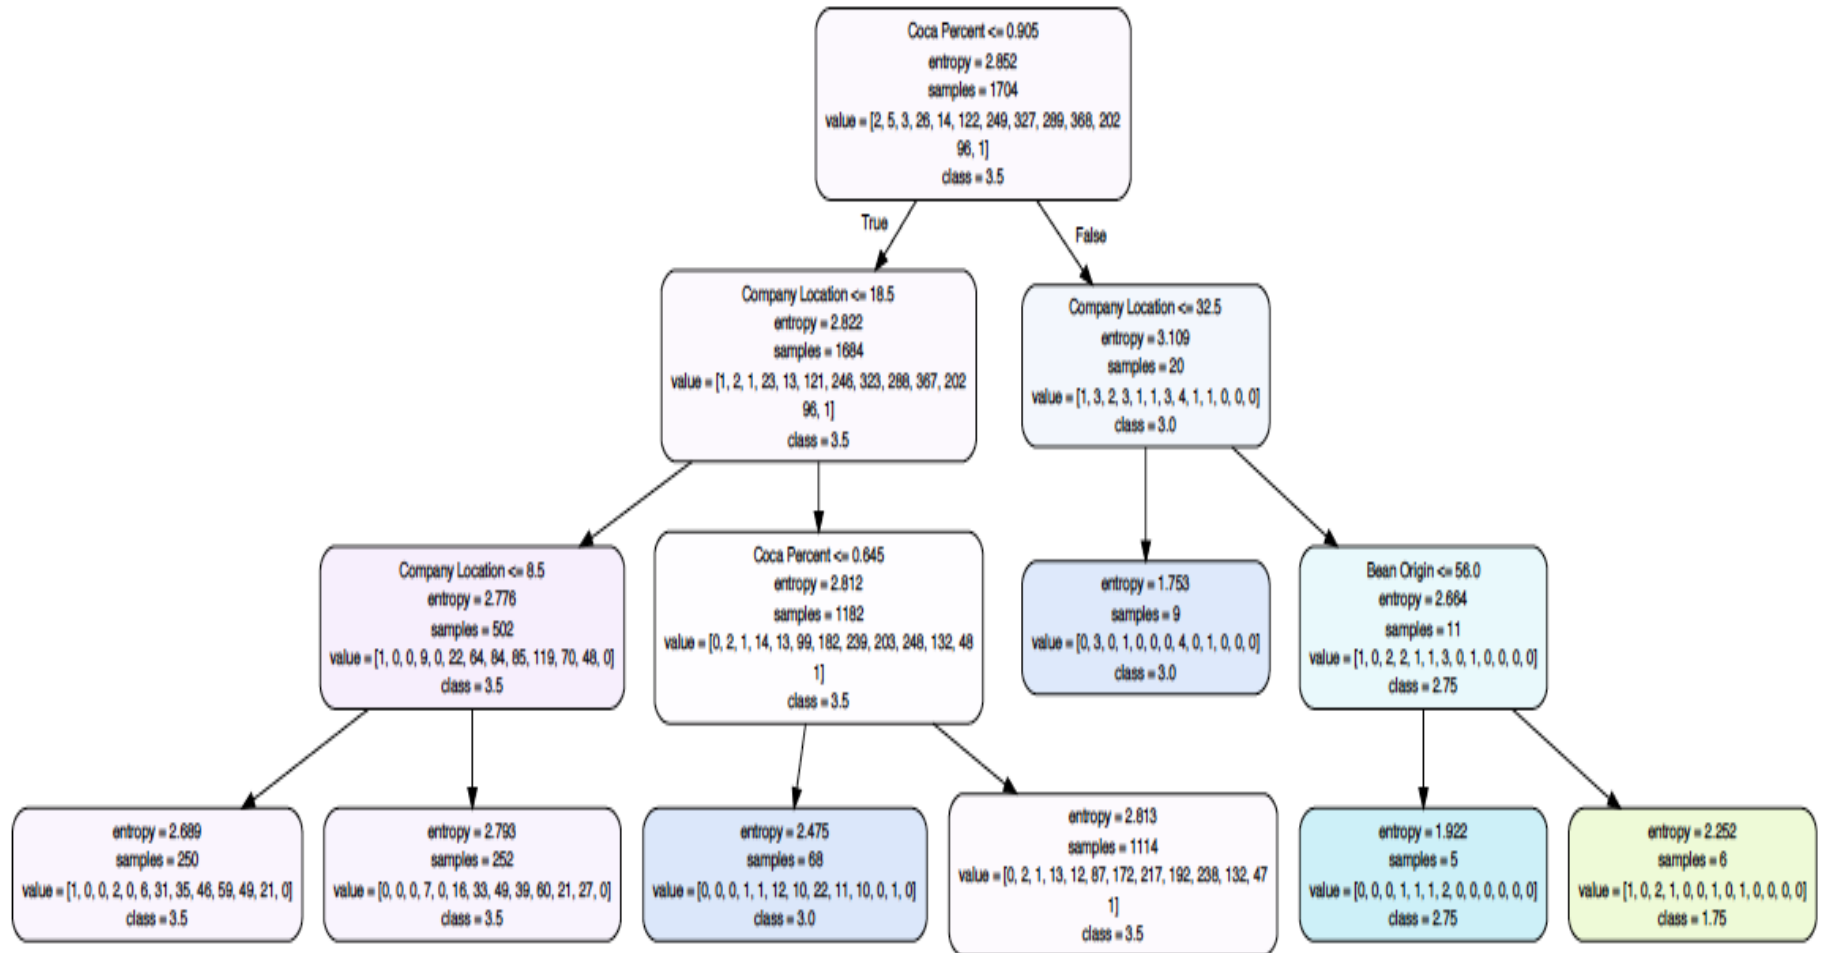 Coca Percent <= 0.905
entropy = 2.852
samples = 1704
value = [2, 5, 3, 26, 14, 122, 249, 327, 289, 368, 202
96, 1]
class = 3.5
True
False
Company Location <= 18.5
entropy = 2.822
samples = 1684
value = [1, 2, 1, 23, 13, 121, 246, 323, 288, 367, 202
96, 1]
class = 3.5
Company Location <= 32.5
entropy = 3.109
samples = 20
value = [1, 3, 2, 3, 1, 1, 3, 4, 1, 1, 0, 0, 0]
class = 3.0
Company Location <= 8.5
entropy = 2.776
samples = 502
value = [1, 0, 0, 9, 0, 22, 64, 84, 85, 119, 70, 48, 0]
class = 3.5
Coca Percent <= 0.645
entropy = 2.812
samples = 1182
value = [0, 2, 1, 14, 13, 99, 182, 239, 203, 248, 132, 48
1]
class = 3.5
entropy = 1.753
samples = 9
value = [0, 3, 0, 1, 0, 0, 0, 4, 0, 1, 0, 0, 0]
class = 3.0
Bean Origin <= 56.0
entropy = 2.664
samples = 11
value = [1, 0, 2, 2, 1, 1, 3, 0, 1, 0, 0, 0, 0]
class = 2.75
entropy = 2.689
samples = 250
value = [1, 0, 0, 2, 0, 6, 31, 35, 46, 59, 49, 21, 0]
class = 3.5
entropy = 2.793
samples = 252
value = [0, 0, 0, 7, 0, 16, 33, 49, 39, 60, 21, 27, 0]
class = 3.5
entropy = 2.475
samples = 68
value = [0, 0, 0, 1, 1, 12, 10, 22, 11, 10, 0, 1, 0]
class = 3.0
entropy = 2.813
samples = 1114
value = [0, 2, 1, 13, 12, 87, 172, 217, 192, 238, 132, 47
1]
class = 3.5
entropy = 1.922
samples = 5
value = [0, 0, 0, 1, 1, 1, 2, 0, 0, 0, 0, 0, 0]
class = 2.75
entropy = 2.252
samples = 6
value = [1, 0, 2, 1, 0, 0, 1, 0, 1, 0, 0, 0, 0]
class = 1.75